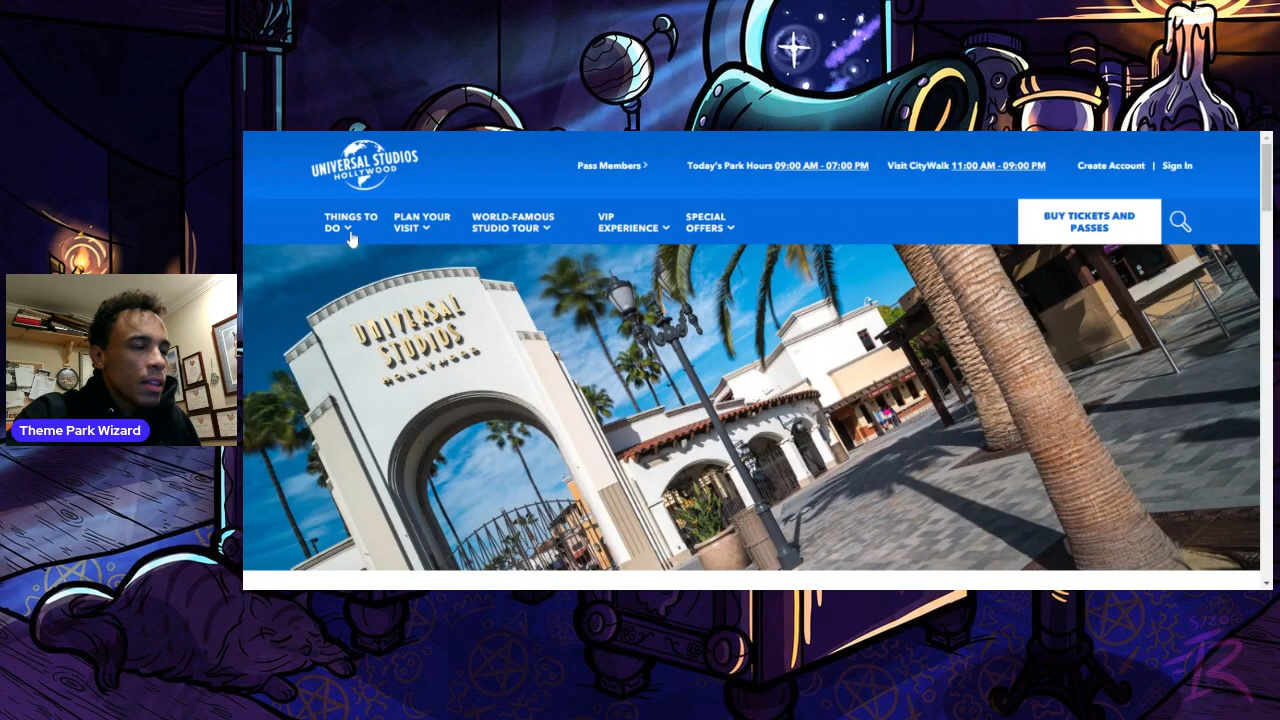 UNIVERSAL STUDIOS
HOLLYWOOD
Pass Members
Today's Park Hours 09:00 AM - 07:00 PM
Visit CityWalk 11:00 AM - 09:00 PM
Create Account | Sign In
THINGS TO
DO
PLAN YOUR
VISIT
WORLD-FAMOUS
STUDIO TOUR
VIP
EXPERIENCE
SPECIAL
OFFERS
BUY TICKETS AND
PASSES
UNIVERSAL
STUDIOS
HOLLYWOOD
Theme Park Wizard